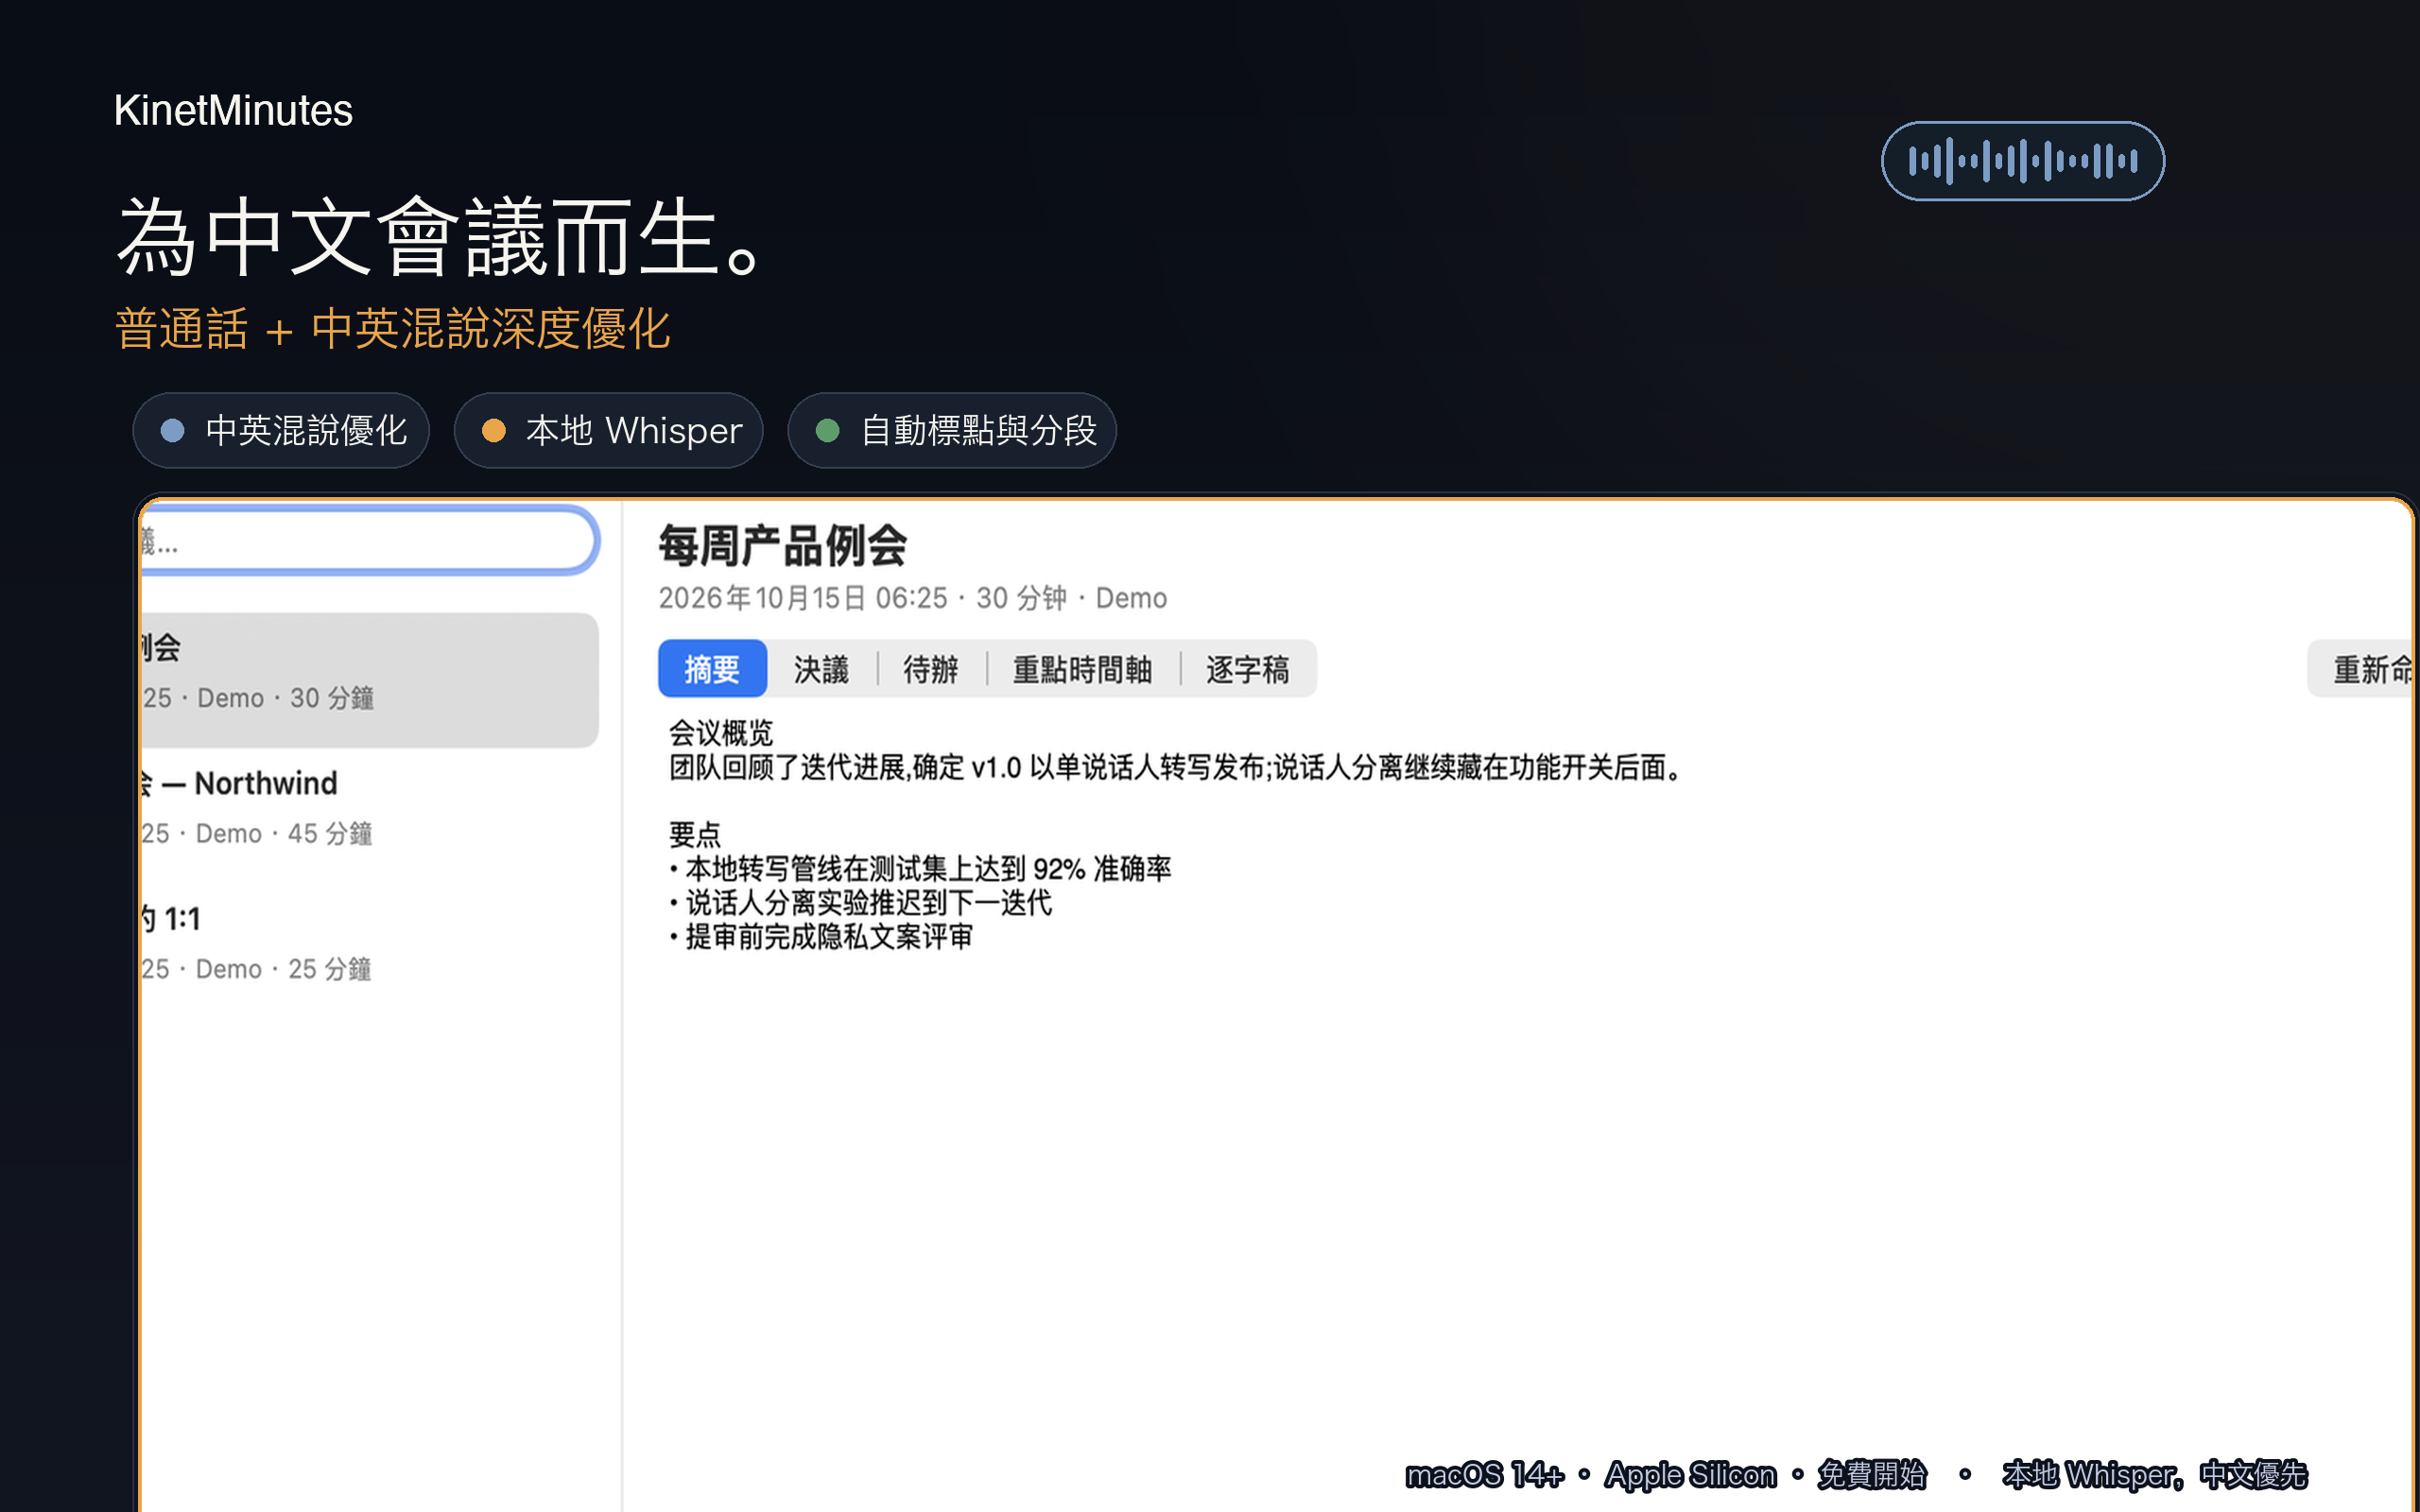 KinetMinutes
為中文會議而生。
普通話 + 中英混說深度優化
中英混說優化
本地 Whisper
自動標點與分段
議...
例会
25 · Demo · 30 分鐘
会 — Northwind
25 · Demo · 45 分鐘
的 1:1
25 · Demo · 25 分鐘
每周产品例会
2026年10月15日 06:25 · 30 分钟 · Demo
摘要 決議 待辦 重點時間軸 逐字稿
重新命
会议概览
团队回顾了迭代进展,确定 v1.0 以单说话人转写发布;说话人分离继续藏在功能开关后面。
要点
• 本地转写管线在测试集上达到 92% 准确率
• 说话人分离实验推迟到下一迭代
• 提审前完成隐私文案评审
macOS 14+ • Apple Silicon • 免費開始 • 本地 Whisper，中文優先